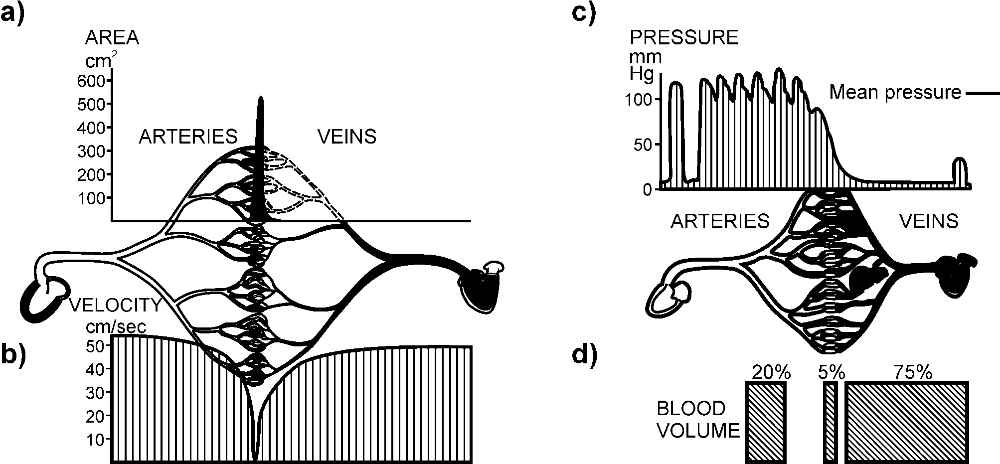 a)
AREA
cm²
600
500
400
300
200
100
ARTERIES
VEINS
VELOCITY
cm/sec
b)
50
40
30
20
10
c)
PRESSURE
mm
Hg
100
50
0
Mean pressure
ARTERIES
VEINS
d)
20% 5% 75%
BLOOD
VOLUME